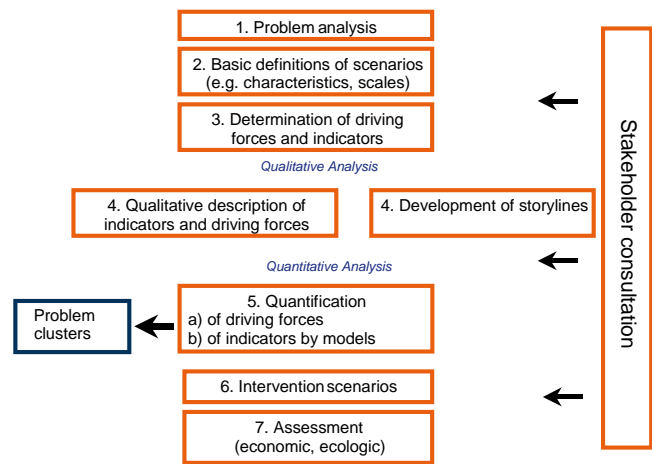 1. Problem analysis
2. Basic definitions of scenarios
(e.g. characteristics, scales)
3. Determination of driving
forces and indicators
Qualitative Analysis
4. Qualitative description of
indicators and driving forces
4. Development of storylines
Quantitative Analysis
5. Quantification
a) of driving forces
b) of indicators by models
Problem
clusters
6. Intervention scenarios
7. Assessment
(economic, ecologic)
Stakeholder consultation